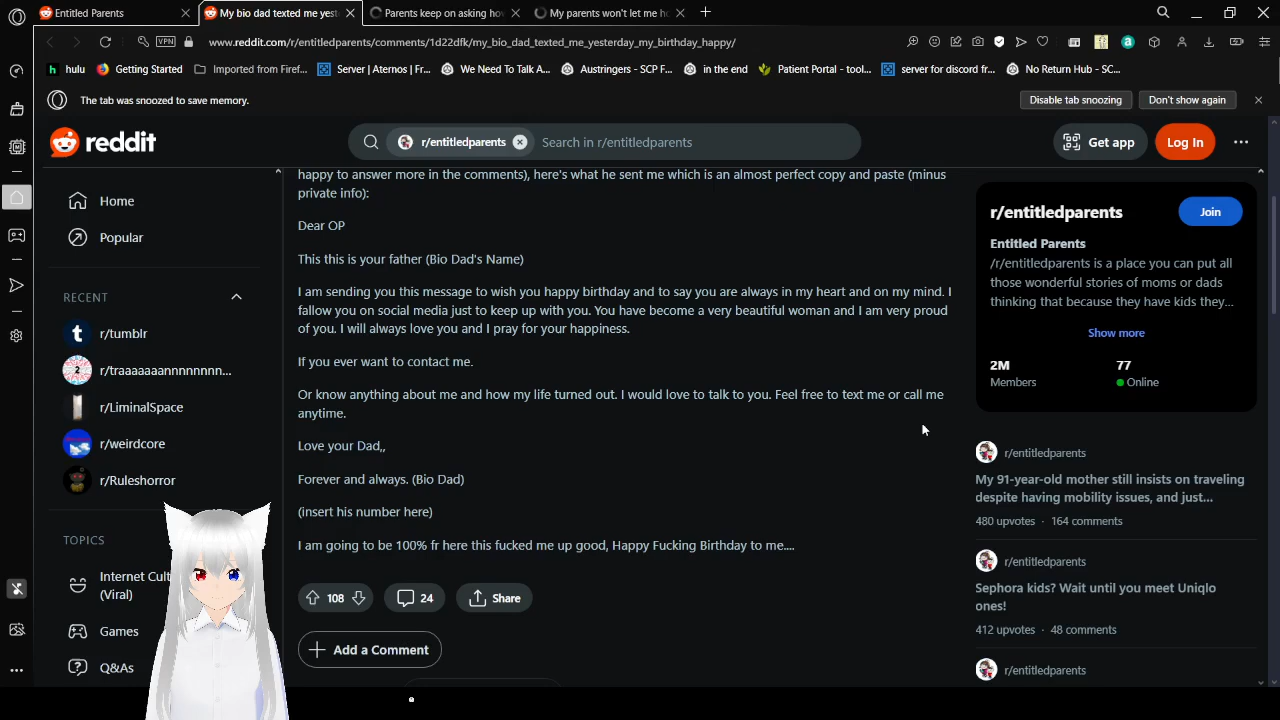 Entitled Parents
My bio dad texted me yest
Parents keep on asking ho
My parents won't let me h
VPN
www.reddit.com/r/entitledparents/comments/1d22dfk/my_bio_dad_texted_me_yesterday_my_birthday_happy/
hulu
Getting Started
Imported from Firef...
Server | Aternos | Fr...
We Need To Talk A...
Austringers - SCP F...
in the end
Patient Portal - tool...
server for discord fr...
No Return Hub - SC...
The tab was snoozed to save memory.
Disable tab snoozing
Don't show again
reddit
r/entitledparents
Search in r/entitledparents
Get app
Log In
Home
Popular
RECENT
r/tumblr
r/traaaaaaannnnnnnn...
r/LiminalSpace
r/weirdcore
r/Ruleshorror
TOPICS
Internet Cult
(Viral)
Games
Q&As
happy to answer more in the comments), here's what he sent me which is an almost perfect copy and paste (minus
private info):
Dear OP
This this is your father (Bio Dad's Name)
I am sending you this message to wish you happy birthday and to say you are always in my heart and on my mind. I
fallow you on social media just to keep up with you. You have become a very beautiful woman and I am very proud
of you. I will always love you and I pray for your happiness.
If you ever want to contact me.
Or know anything about me and how my life turned out. I would love to talk to you. Feel free to text me or call me
anytime.
Love your Dad,,
Forever and always. (Bio Dad)
(insert his number here)
I am going to be 100% fr here this fucked me up good, Happy Fucking Birthday to me....
108
24
Share
Add a Comment
r/entitledparents
Join
Entitled Parents
/r/entitledparents is a place you can put all
those wonderful stories of moms or dads
thinking that because they have kids they...
Show more
2M
Members
77
Online
r/entitledparents
My 91-year-old mother still insists on traveling
despite having mobility issues, and just...
480 upvotes · 164 comments
r/entitledparents
Sephora kids? Wait until you meet Uniqlo
ones!
412 upvotes · 48 comments
r/entitledparents